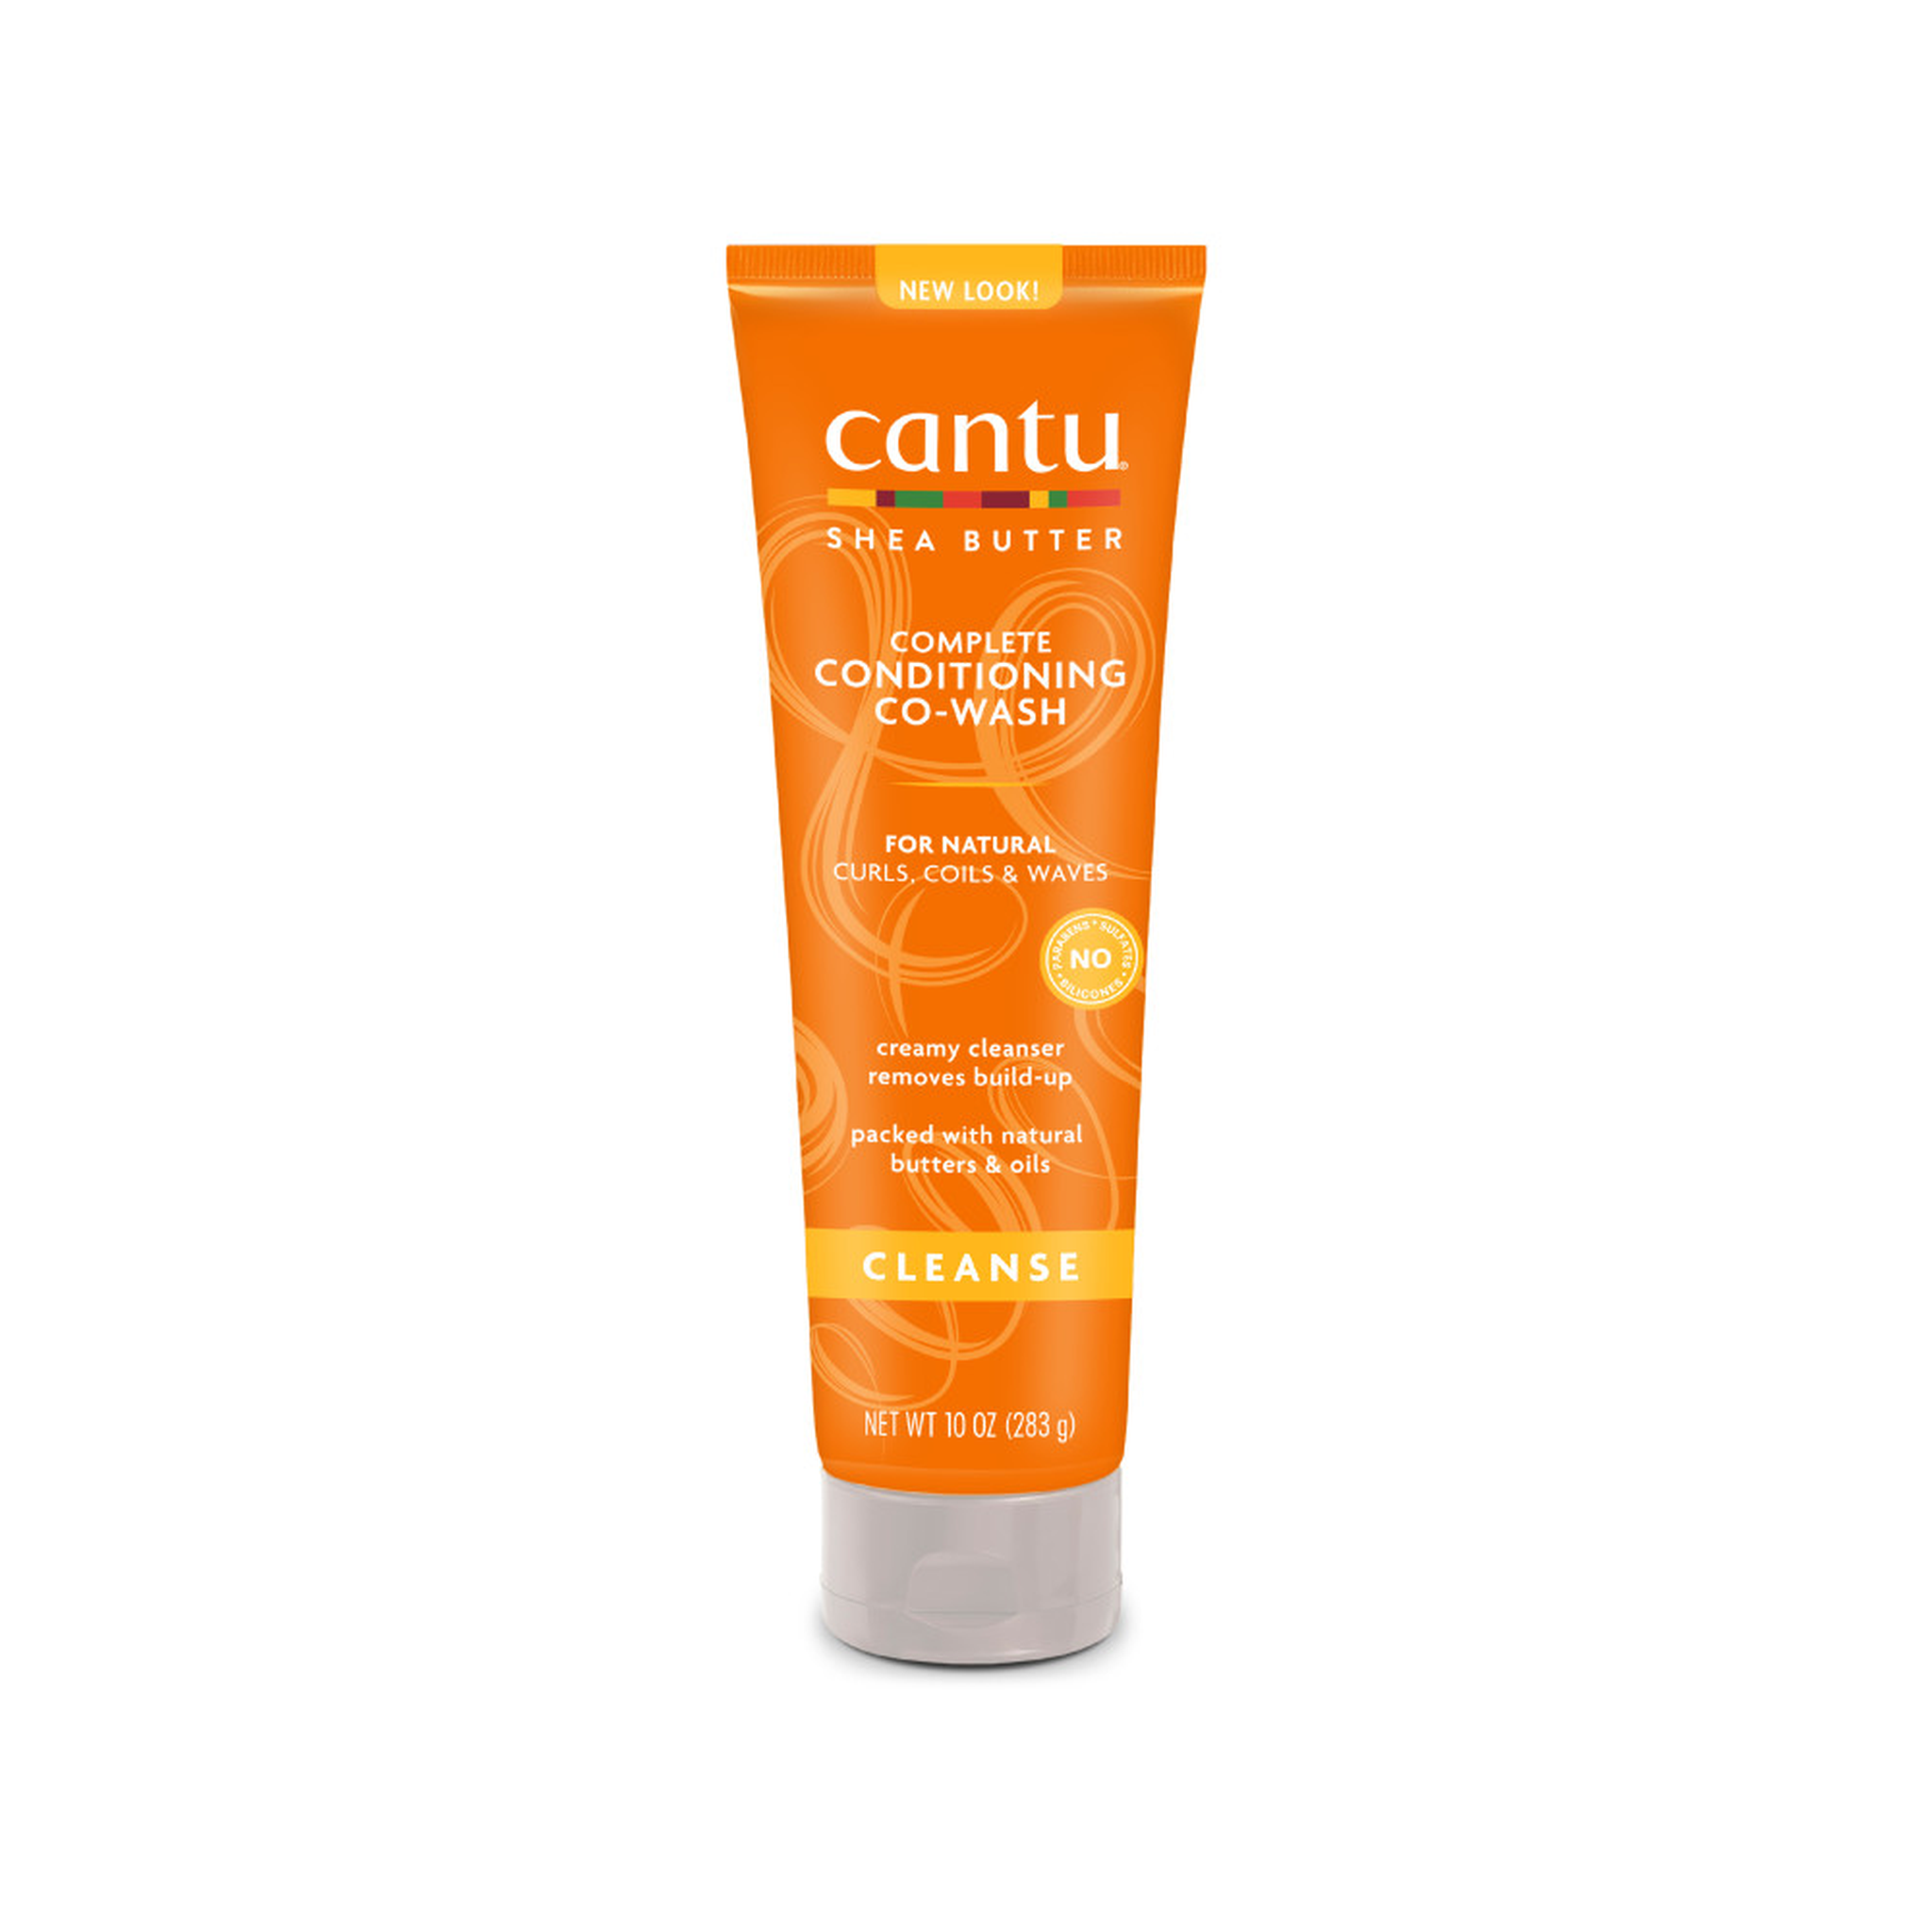 NEW LOOK!
cantu®
SHEA BUTTER
COMPLETE
CONDITIONING
CO-WASH
FOR NATURAL
CURLS, COILS & WAVES
PARABENS • SULFATES • SILICONES •
NO
creamy cleanser
removes build-up
packed with natural
butters & oils
CLEANSE
NET WT 10 OZ (283 g)